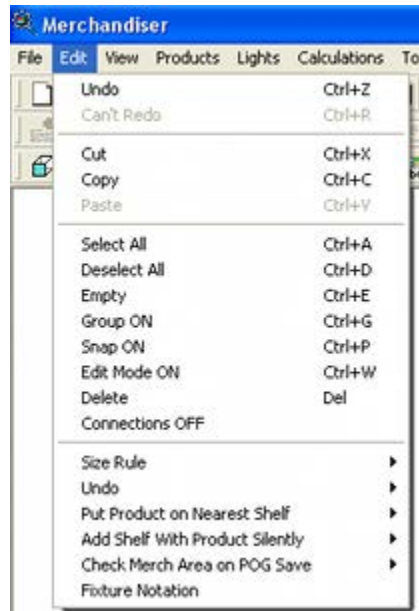 Merchandiser
File Edit View Products Lights Calculations To
Undo Ctrl+Z
Can't Redo Ctrl+R
Cut Ctrl+X
Copy Ctrl+C
Paste Ctrl+V
Select All Ctrl+A
Deselect All Ctrl+D
Empty Ctrl+E
Group ON Ctrl+G
Snap ON Ctrl+P
Edit Mode ON Ctrl+W
Delete Del
Connections OFF
Size Rule
Undo
Put Product on Nearest Shelf
Add Shelf With Product Silently
Check Merch Area on POG Save
Fixture Notation